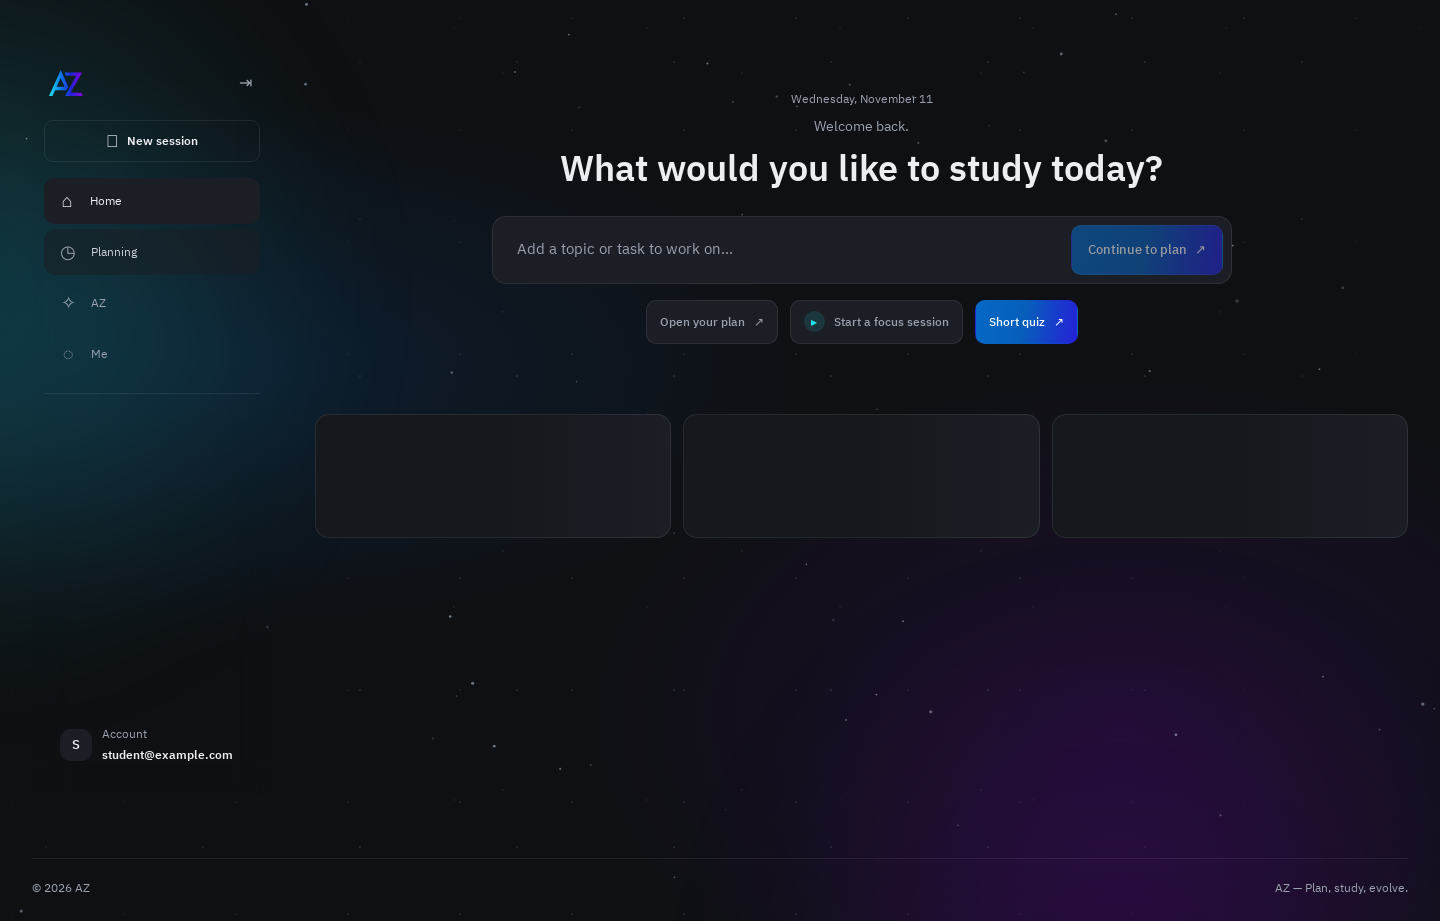 AZ
New session
Home
Planning
AZ
Me
Account
S
student@example.com
Wednesday, November 11
Welcome back.
What would you like to study today?
Add a topic or task to work on...
Continue to plan ↗
Open your plan ↗
Start a focus session
Short quiz ↗
© 2026 AZ
AZ — Plan, study, evolve.